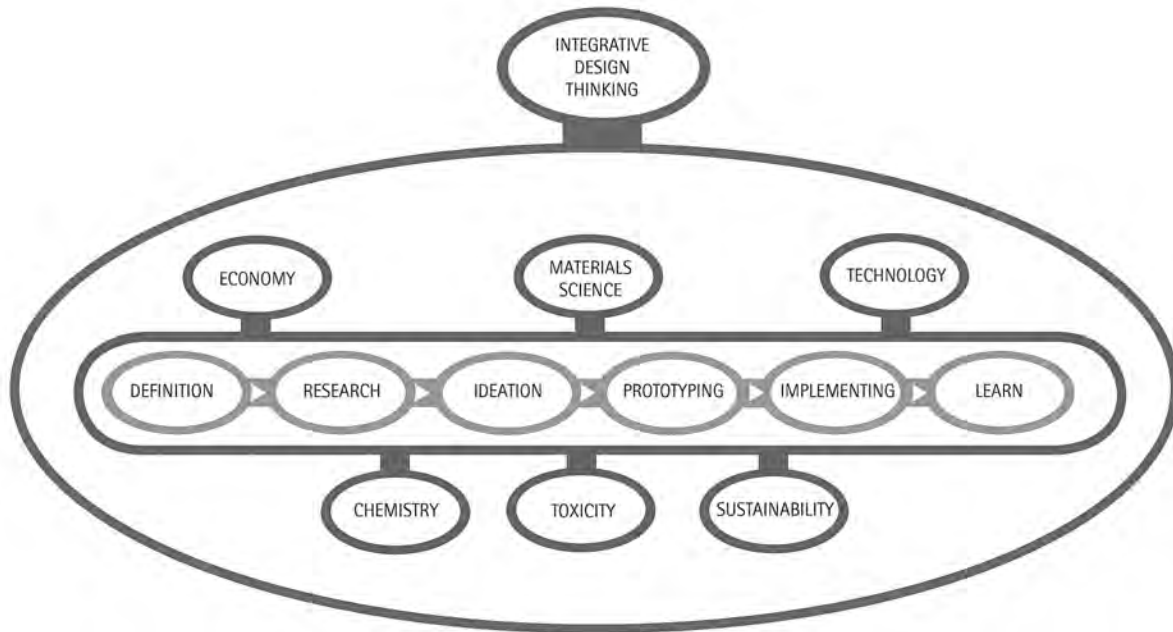 INTEGRATIVE
DESIGN
THINKING
ECONOMY
MATERIALS
SCIENCE
TECHNOLOGY
DEFINITION
RESEARCH
IDEATION
PROTOTYPING
IMPLEMENTING
LEARN
CHEMISTRY
TOXICITY
SUSTAINABILITY